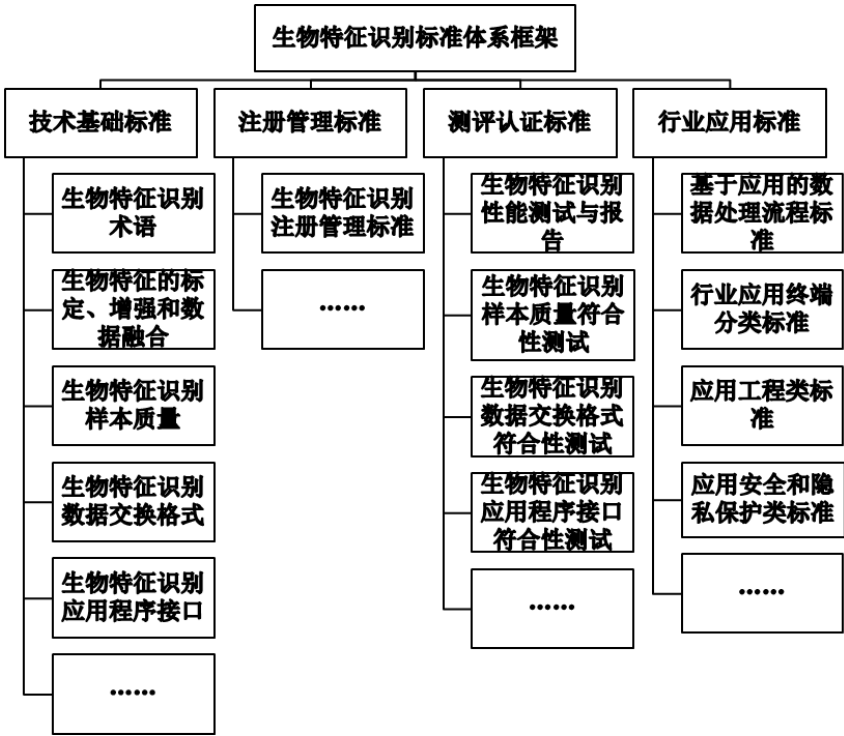 生物特征识别标准体系框架
技术基础标准
注册管理标准
测评认证标准
行业应用标准
生物特征识别
术语
生物特征的标
定、增强和数
据融合
生物特征识别
样本质量
生物特征识别
数据交换格式
生物特征识别
应用程序接口
......
生物特征识别
注册管理标准
......
生物特征识别
性能测试与报
告
生物特征识别
样本质量符合
性测试
生物特征识别
数据交换格式
符合性测试
生物特征识别
应用程序接口
符合性测试
......
基于应用的数
据处理流程标
准
行业应用终端
分类标准
应用工程类标
准
应用安全和隐
私保护类标准
......